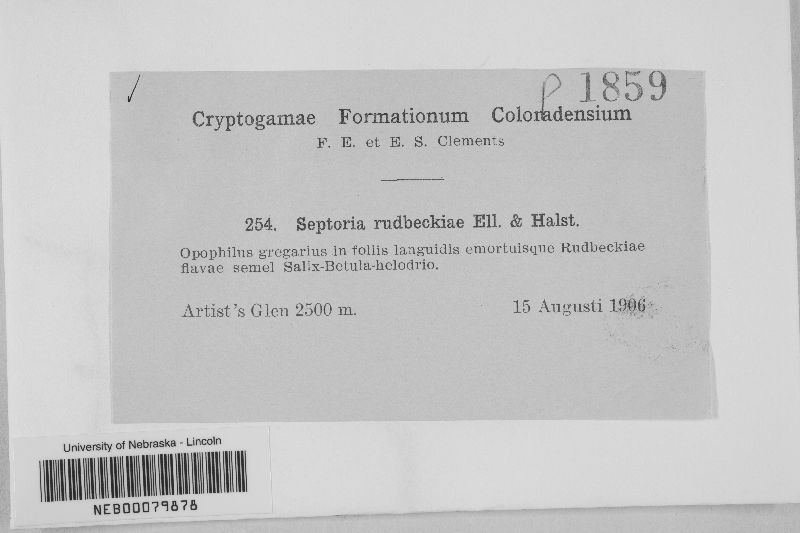 P 1859
Cryptogamae Formationum Coloradensium
F. E. et E. S. Clements
254. Septoria rudbeckiae Ell. & Halst.
Opophilus gregarius in foliis languidis emortuisque Rudbeckiae
flavae semel Salix-Betula-helodrio.
Artist's Glen 2500 m.
15 Augusti 1906
University of Nebraska - Lincoln
NEB00079878